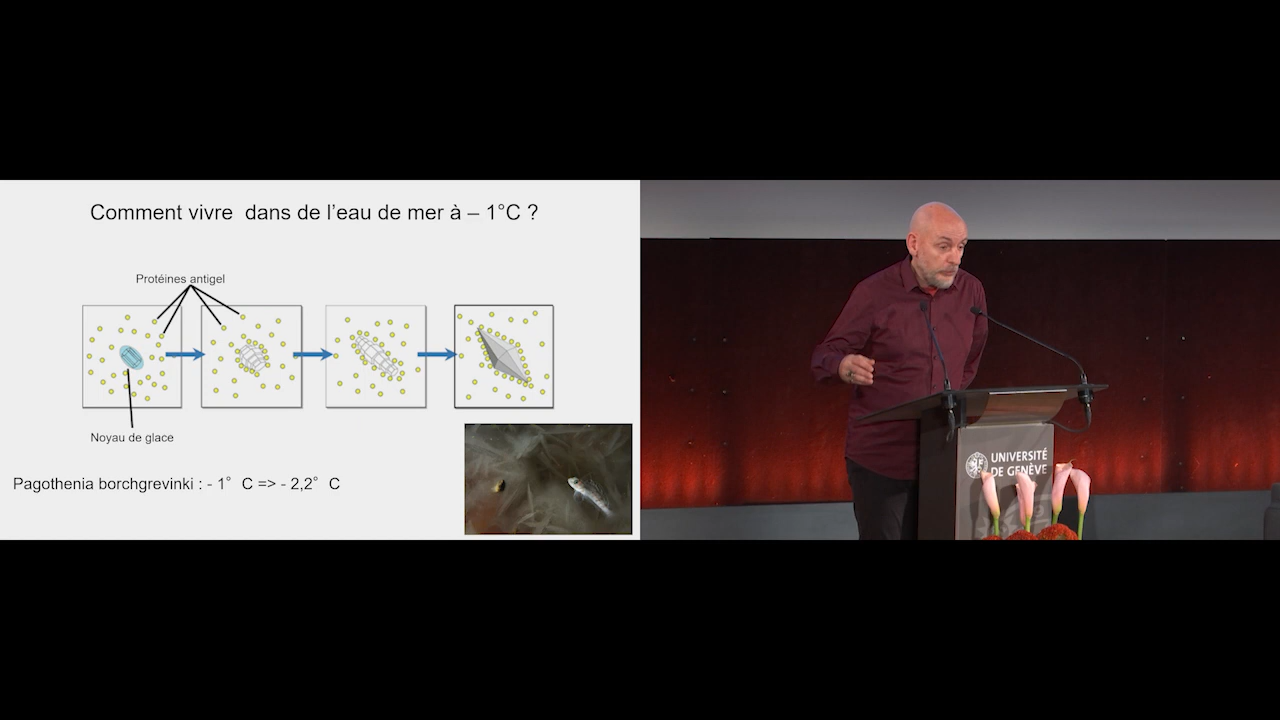 Comment vivre  dans de l'eau de mer à – 1°C ?
Protéines antigel
Noyau de glace
Pagothenia borchgrevinki : - 1°  C => - 2,2°  C
UNIVERSITÉ
DE GENÈVE